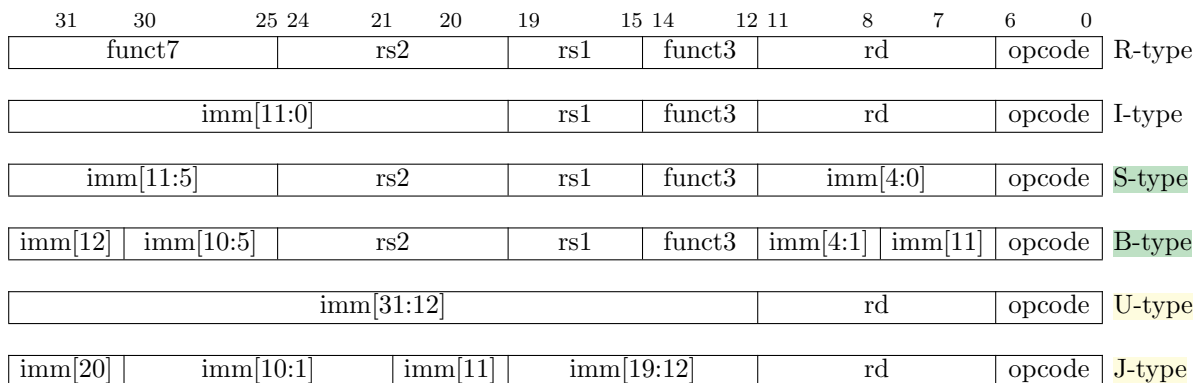 31 30 25 24 21 20 19 15 14 12 11 8 7 6 0
funct7 rs2 rs1 funct3 rd opcode R-type
imm[11:0] rs1 funct3 rd opcode I-type
imm[11:5] rs2 rs1 funct3 imm[4:0] opcode S-type
imm[12] imm[10:5] rs2 rs1 funct3 imm[4:1] imm[11] opcode B-type
imm[31:12] rd opcode U-type
imm[20] imm[10:1] imm[11] imm[19:12] rd opcode J-type